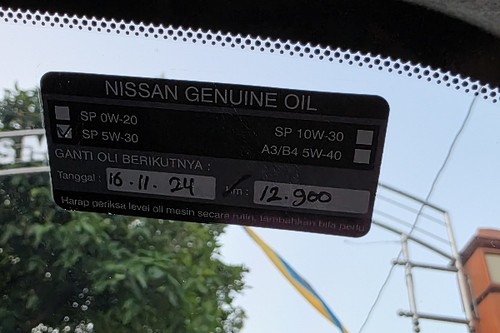 NISSAN GENUINE OIL
SP 0W-20
SP 5W-30
SP 10W-30
A3/B4 5W-40
GANTI OLI BERIKUTNYA :
Tanggal : 16.11.24 Km : 12.900
Harap periksa level oli mesin secara rutin, tambahkan bila perlu